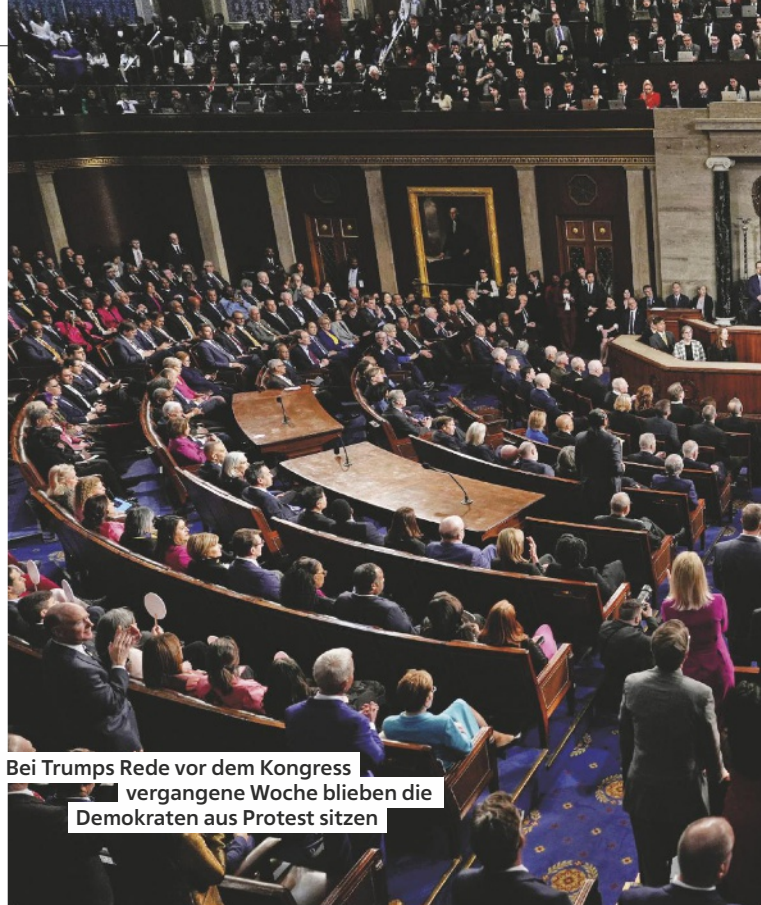 Bei Trumps Rede vor dem Kongress
vergangene Woche blieben die
Demokraten aus Protest sitzen